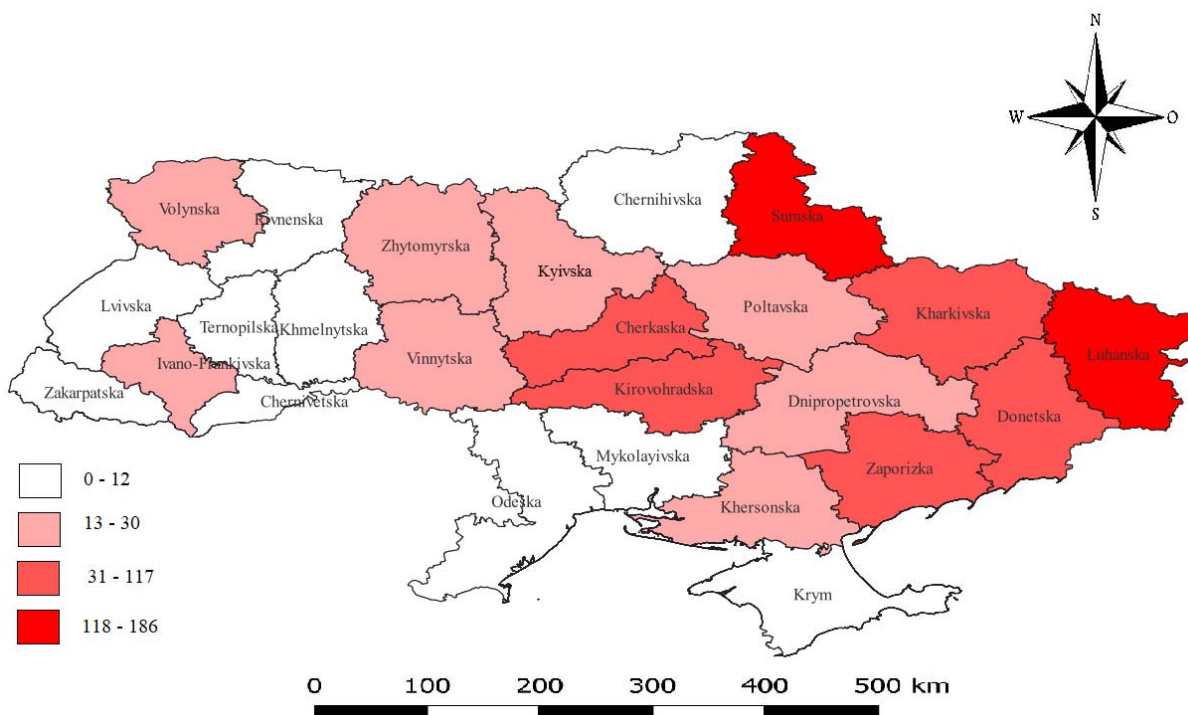 N
W
O
S
Volynska
Rivnenska
Zhytomyrska
Kyivska
Chernihivska
Sumska
Lvivska
Ternopilska
Khmelnytska
Vinnytska
Cherkaska
Poltavska
Kharkivska
Luhanska
Ivano-Frankivska
Zakarpatska
Chernivetska
Kirovohradska
Dnipropetrovska
Donetska
Mykolayivska
Zaporizka
Odeska
Khersonska
Krym
0 - 12
13 - 30
31 - 117
118 - 186
0 100 200 300 400 500 km